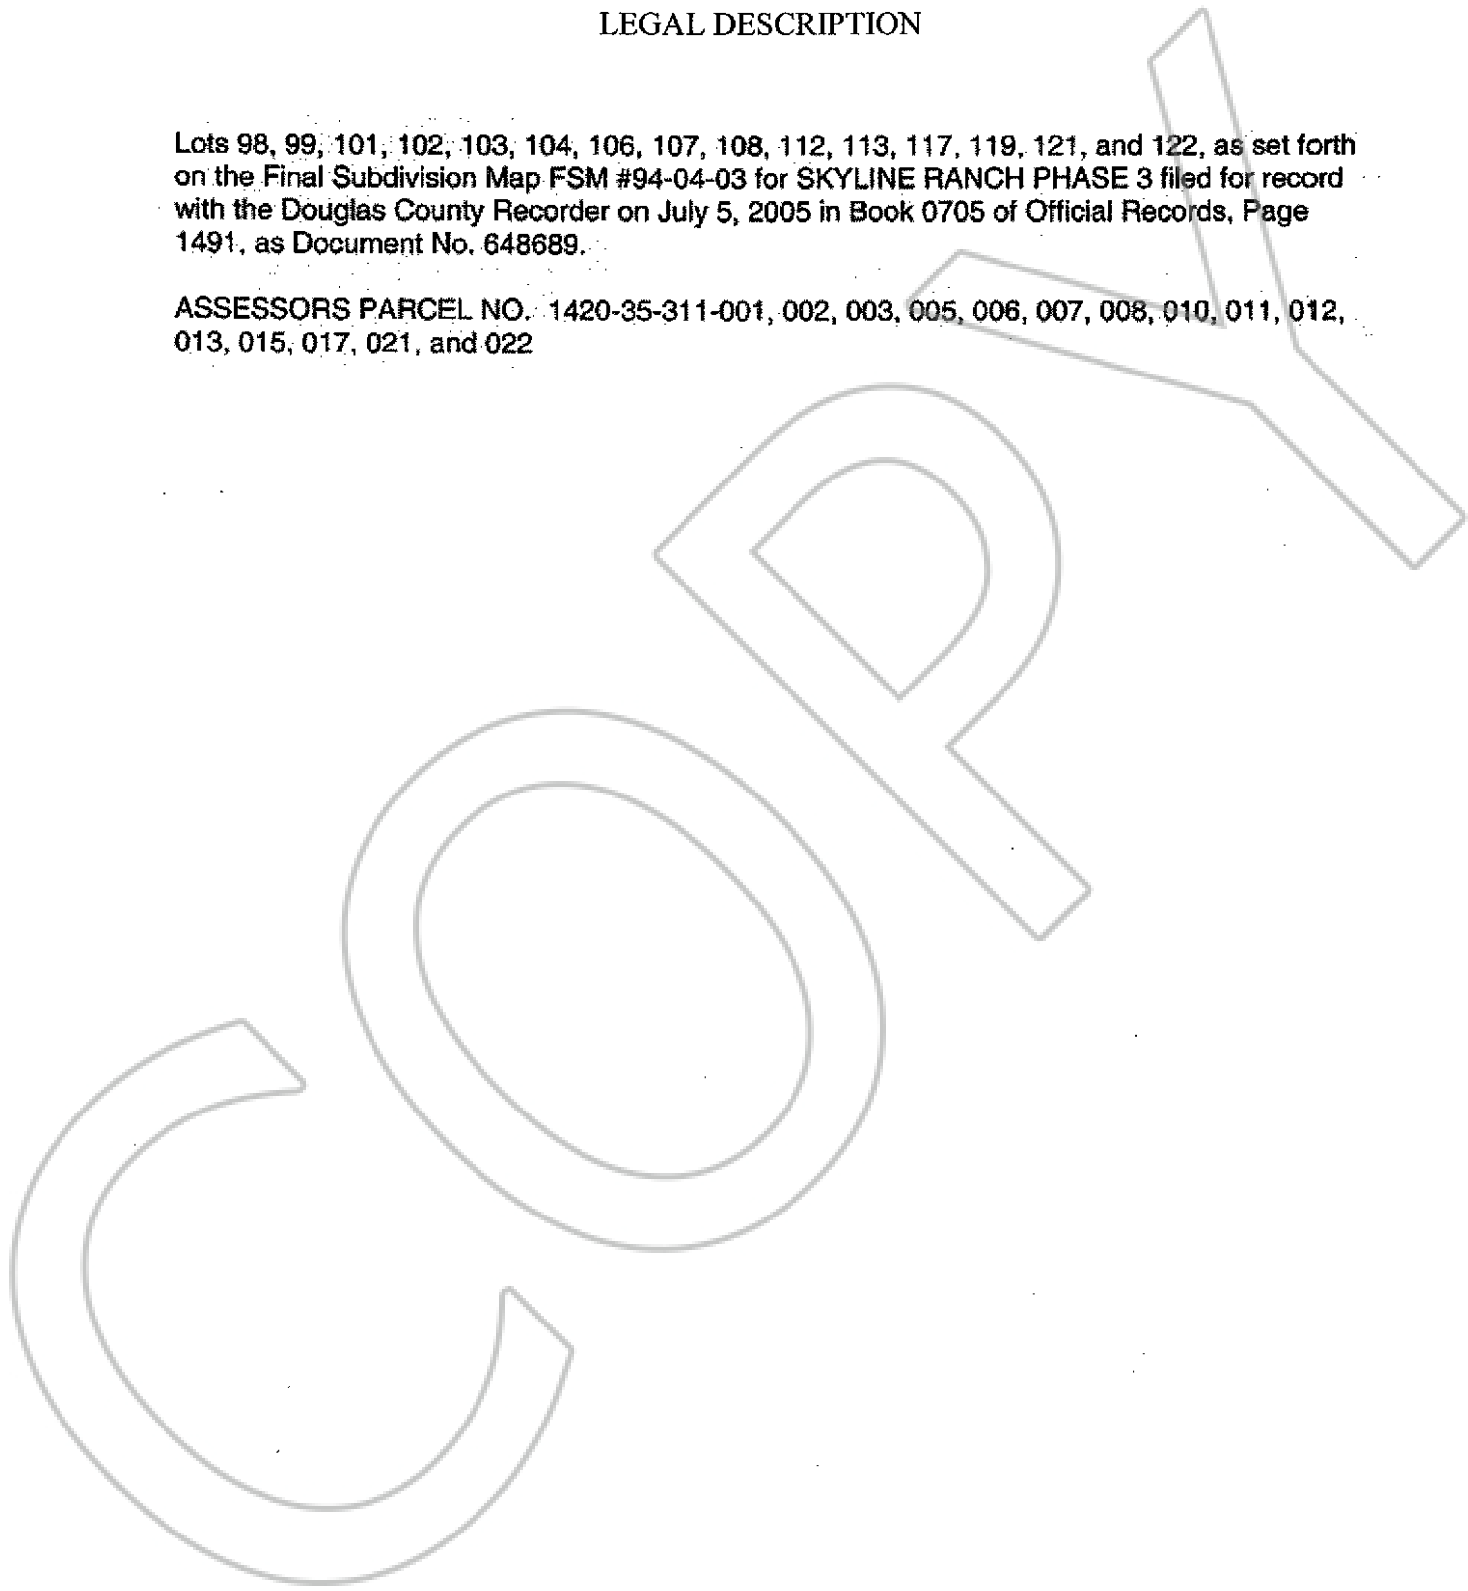 LEGAL DESCRIPTION
Lots 98, 99, 101, 102, 103, 104, 106, 107, 108, 112, 113, 117, 119, 121, and 122, as set forth
on the Final Subdivision Map FSM #94-04-03 for SKYLINE RANCH PHASE 3 filed for record
with the Douglas County Recorder on July 5, 2005 in Book 0705 of Official Records, Page
1491, as Document No. 648689.
ASSESSORS PARCEL NO. 1420-35-311-001, 002, 003, 005, 006, 007, 008, 010, 011, 012,
013, 015, 017, 021, and 022
COPY